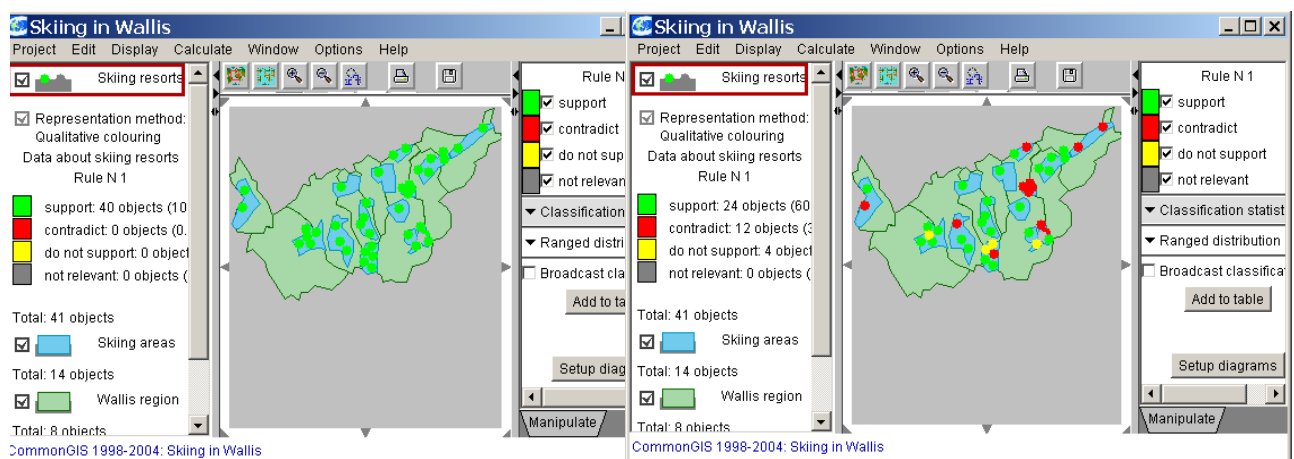 Skiing in Wallis
Project Edit Display Calculate Window Options Help
Skiing resorts
Representation method:
Qualitative colouring
Data about skiing resorts
Rule N 1
support: 40 objects (10
contradict: 0 objects (0.
do not support: 0 object
not relevant: 0 objects (
Total: 41 objects
Skiing areas
Total: 14 objects
Wallis region
Total: 8 objects
Rule N
support
contradict
do not sup
not relevan
Classification
Ranged distri
Broadcast cla
Add to ta
Setup diag
Manipulate
CommonGIS 1998-2004: Skiing in Wallis
Skiing in Wallis
Project Edit Display Calculate Window Options Help
Skiing resorts
Representation method:
Qualitative colouring
Data about skiing resorts
Rule N 1
support: 24 objects (60
contradict: 12 objects (3
do not support: 4 object
not relevant: 0 objects (
Total: 41 objects
Skiing areas
Total: 14 objects
Wallis region
Total: 8 objects
Rule N 1
support
contradict
do not support
not relevant
Classification statist
Ranged distribution
Broadcast classifica
Add to table
Setup diagrams
Manipulate
CommonGIS 1998-2004: Skiing in Wallis